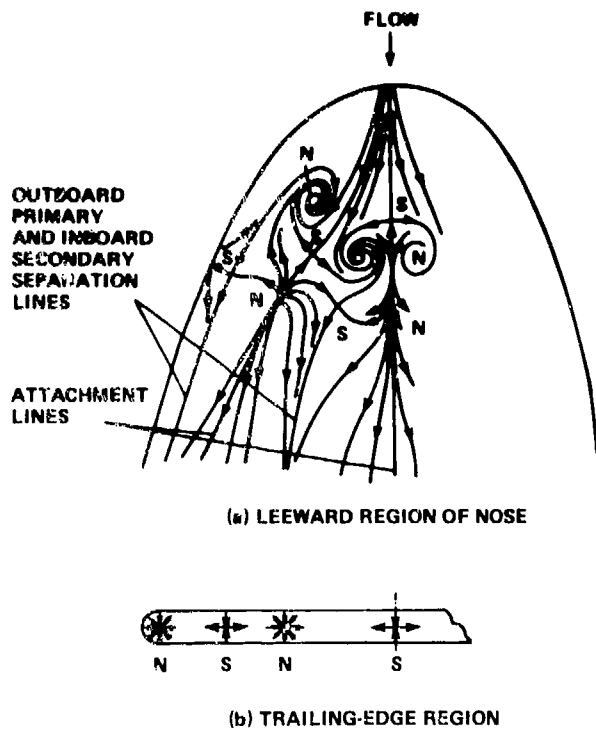 FLOW
N
S
OUTBOARD
PRIMARY
AND INBOARD
SECONDARY
SEPARATION
LINES
S
S
N
N
S
N
ATTACHMENT
LINES
(a) LEEWARD REGION OF NOSE
N S N S
(b) TRAILING-EDGE REGION